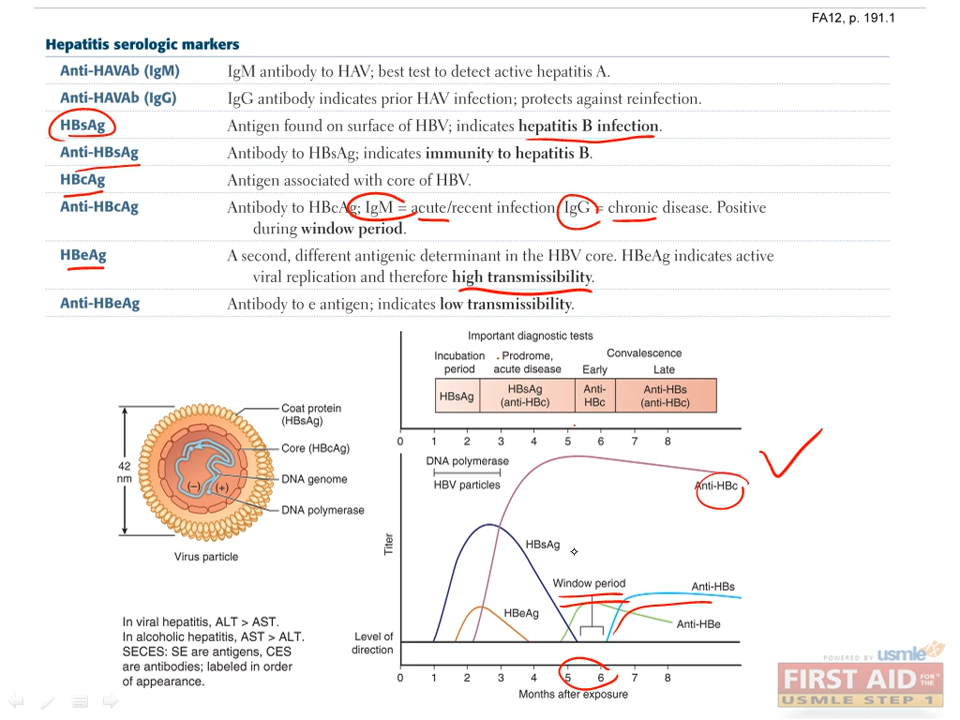 FA12, p. 191.1
Hepatitis serologic markers
Anti-HAVAb (IgM) IgM antibody to HAV; best test to detect active hepatitis A.
Anti-HAVAb (IgG) IgG antibody indicates prior HAV infection; protects against reinfection.
HBsAg Antigen found on surface of HBV; indicates hepatitis B infection.
Anti-HBsAg Antibody to HBsAg; indicates immunity to hepatitis B.
HBcAg Antigen associated with core of HBV.
Anti-HBcAg Antibody to HBcAg; IgM = acute/recent infection; IgG = chronic disease. Positive
during window period.
HBeAg A second, different antigenic determinant in the HBV core. HBeAg indicates active
viral replication and therefore high transmissibility.
Anti-HBeAg Antibody to e antigen; indicates low transmissibility.
Important diagnostic tests
Incubation
period
Prodrome,
acute disease
Convalescence
Early Late
HBsAg
HBsAg
(anti-HBc)
Anti-
HBc
Anti-HBs
(anti-HBc)
0 1 2 3 4 5 6 7 8
Coat protein
(HBsAg)
Core (HBcAg)
DNA genome
DNA polymerase
42
nm
(–) (+)
Virus particle
DNA polymerase
HBV particles
Anti-HBc
Titer
HBsAg
Window period
Anti-HBs
HBeAg
Anti-HBe
Level of
direction
0 1 2 3 4 5 6 7 8
Months after exposure
In viral hepatitis, ALT > AST.
In alcoholic hepatitis, AST > ALT.
SECES: SE are antigens, CES
are antibodies; labeled in order
of appearance.
POWERED BY usmle
FIRST AID FOR THE
USMLE STEP 1